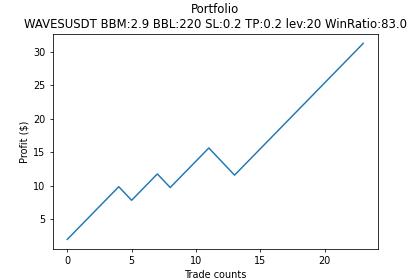 Portfolio
WAVESUSDT BBM:2.9 BBL:220 SL:0.2 TP:0.2 lev:20 WinRatio:83.0
Profit ($)
30
25
20
15
10
5
0 5 10 15 20
Trade counts